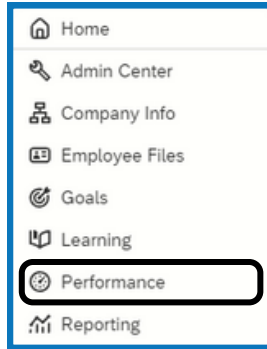 Home
Admin Center
Company Info
Employee Files
Goals
Learning
Performance
Reporting